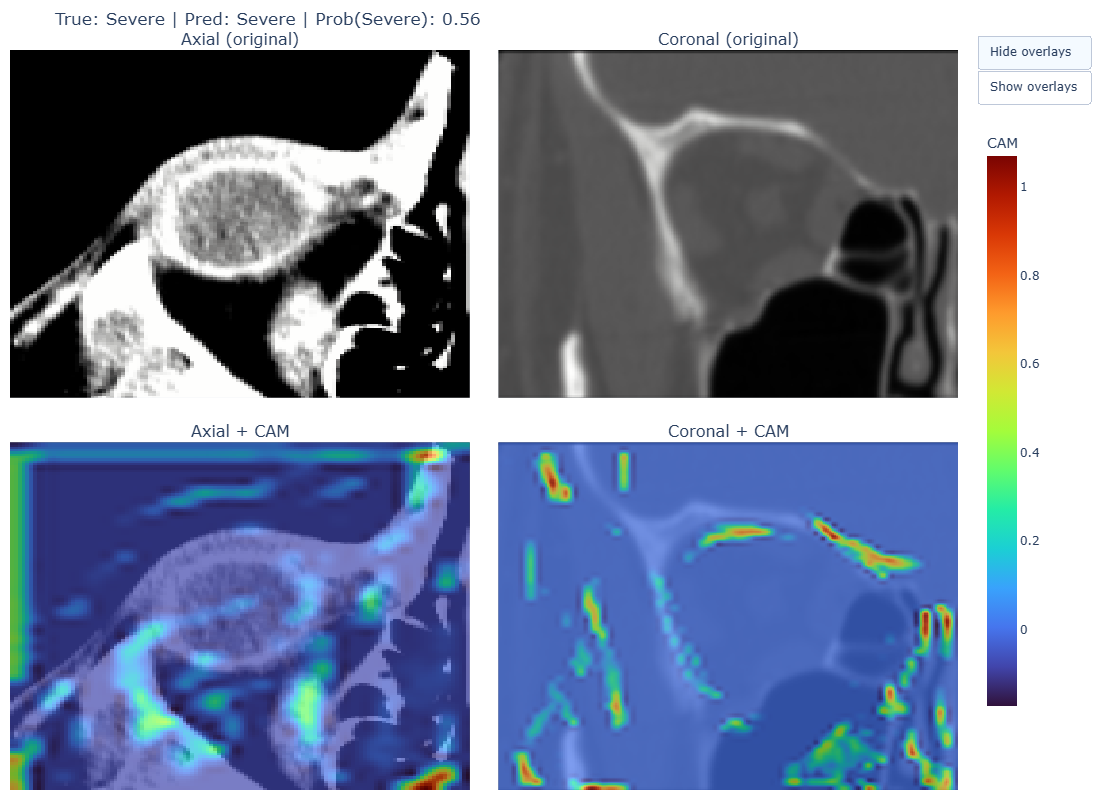 True: Severe | Pred: Severe | Prob(Severe): 0.56
Axial (original)
Coronal (original)
Hide overlays
Show overlays
CAM
1
0.8
0.6
0.4
0.2
0
Axial + CAM
Coronal + CAM